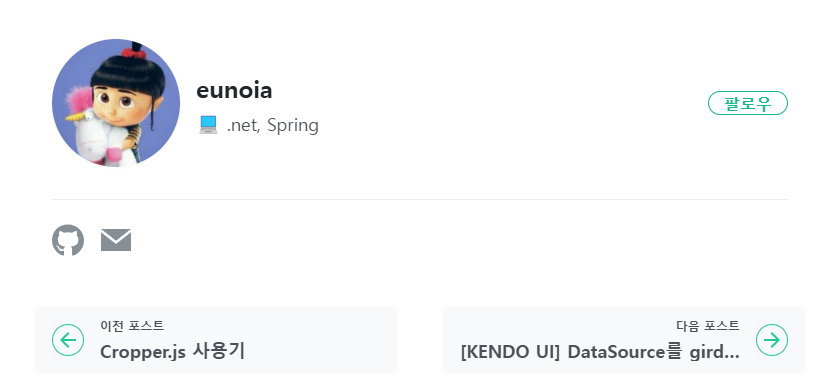 eunoia
팔로우
💻 .net, Spring
이전 포스트
Cropper.js 사용기
다음 포스트
[KENDO UI] DataSource를 gird...